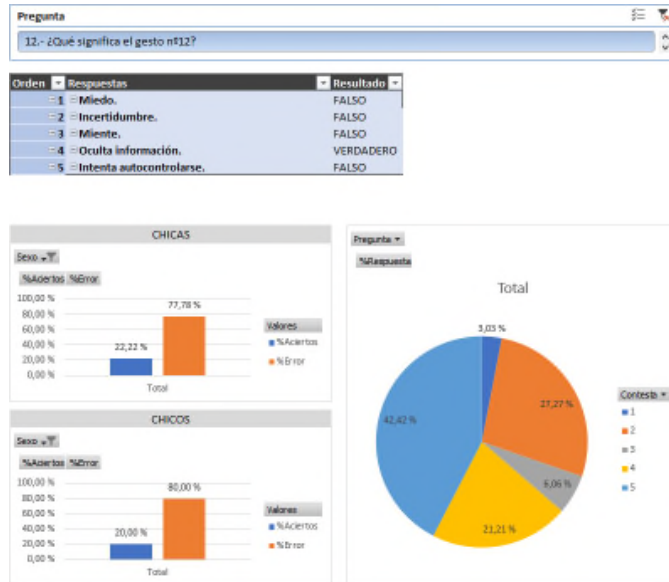 Pregunta
12.- ¿Qué significa el gesto nº12?
Orden Respuestas Resultado
1 Miedo. FALSO
2 Incertidumbre. FALSO
3 Miente. FALSO
4 Oculta información. VERDADERO
5 Intenta autocontrolarse. FALSO
CHICAS
Sexo
%Aciertos %Error
100,00 %
80,00 %
60,00 %
40,00 %
20,00 %
0,00 %
22,22 %
77,78 %
Total
Valores
%Aciertos
%Error
CHICOS
Sexo
%Aciertos %Error
100,00 %
80,00 %
60,00 %
40,00 %
20,00 %
0,00 %
20,00 %
80,00 %
Total
Valores
%Aciertos
%Error
Pregunta
%Respuesta
Total
3,03 %
27,27 %
6,06 %
21,21 %
42,42 %
Contesta
1
2
3
4
5